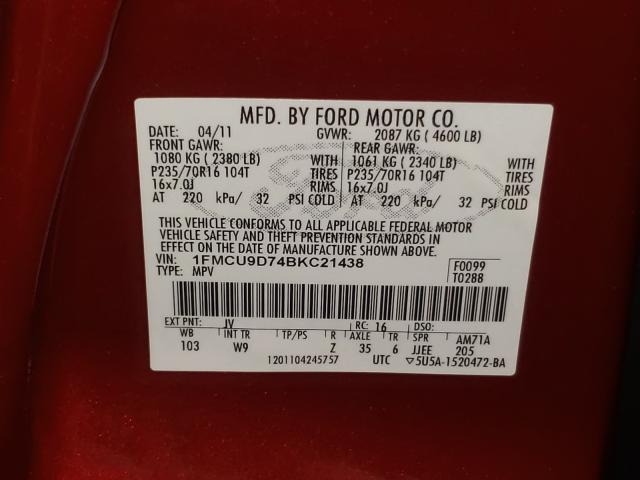 MFD. BY FORD MOTOR CO.
DATE: 04/11 GVWR: 2087 KG ( 4600 LB)
FRONT GAWR: REAR GAWR:
1080 KG ( 2380 LB) WITH 1061 KG ( 2340 LB) WITH
P235/70R16 104T TIRES P235/70R16 104T TIRES
16x7.0J RIMS 16x7.0J RIMS
AT 220 kPa/ 32 PSI COLD AT 220 kPa/ 32 PSI COLD
THIS VEHICLE CONFORMS TO ALL APPLICABLE FEDERAL MOTOR
VEHICLE SAFETY AND THEFT PREVENTION STANDARDS IN
EFFECT ON THE DATE OF MANUFACTURE SHOWN ABOVE.
VIN: 1FMCU9D74BKC21438 F0099
TYPE: MPV T0288
EXT PNT: JV RC: 16 DSO:
WB INT TR TP/PS R AXLE TR SPR AM71A
103 W9 Z 35 6 JJEE 205
1201104245757 UTC ▽5U5A-1520472-BA
Ford